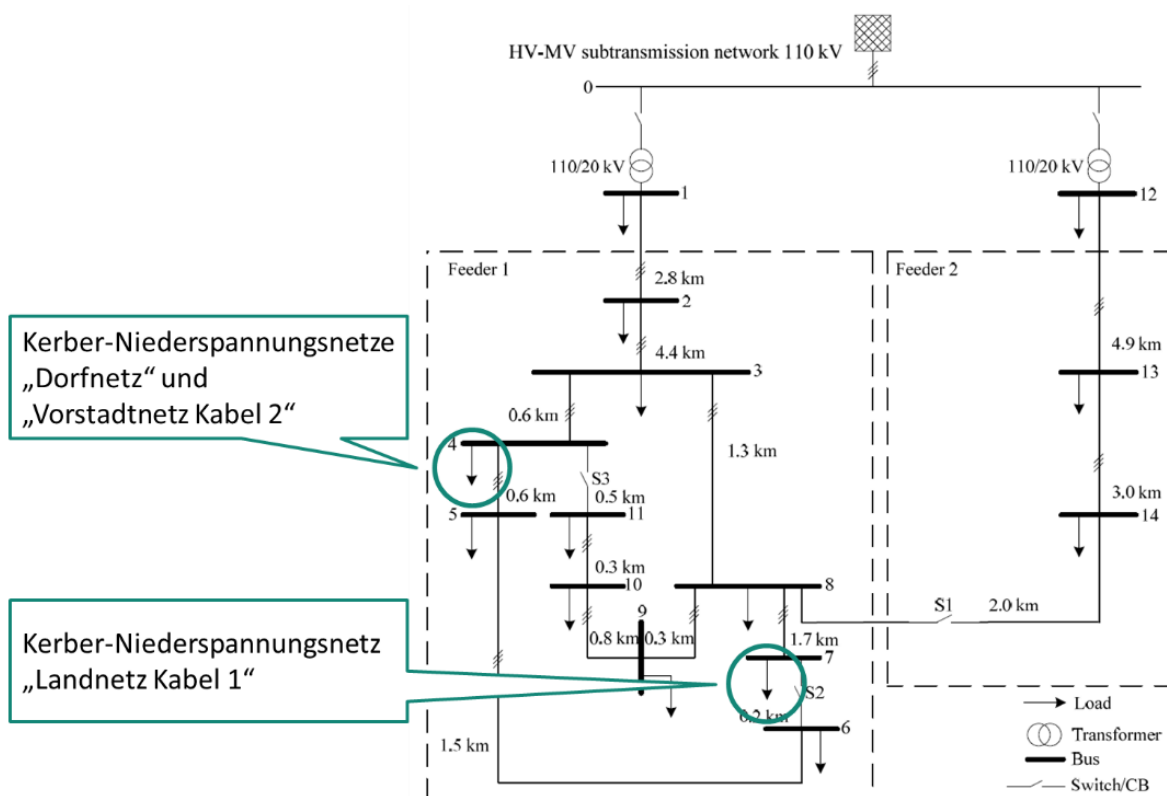 HV-MV subtransmission network 110 kV
0
110/20 kV
110/20 kV
1
12
Feeder 1
Feeder 2
2.8 km
2
Kerber-Niederspannungsnetze
„Dorfnetz“ und
„Vorstadtnetz Kabel 2“
4.4 km
4.9 km
3
13
0.6 km
1.3 km
4
S3
0.6 km
0.5 km
3.0 km
5
11
14
0.3 km
10
8
9
S1
2.0 km
0.8 km
0.3 km
1.7 km
7
Kerber-Niederspannungsnetz
„Landnetz Kabel 1“
S2
0.2 km
6
1.5 km
Load
Transformer
Bus
Switch/CB